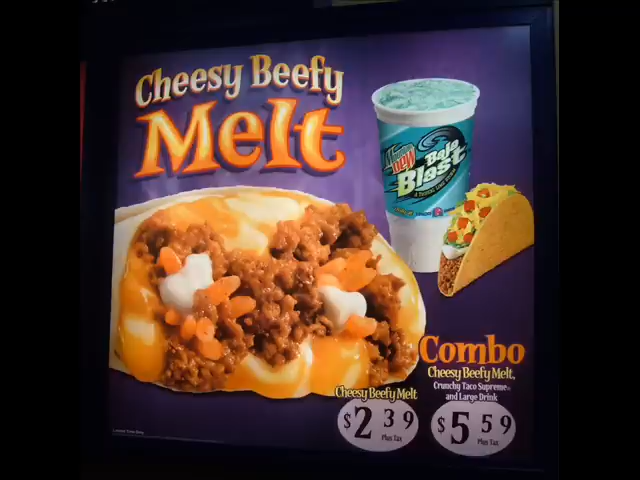 Cheesy Beefy
Melt
Mountain
Dew
Baja
Blast
Combo
Cheesy Beefy Melt,
Crunchy Taco Supreme®
and Large Drink
Cheesy Beefy Melt
$2 39
Plus Tax
$5 59
Plus Tax